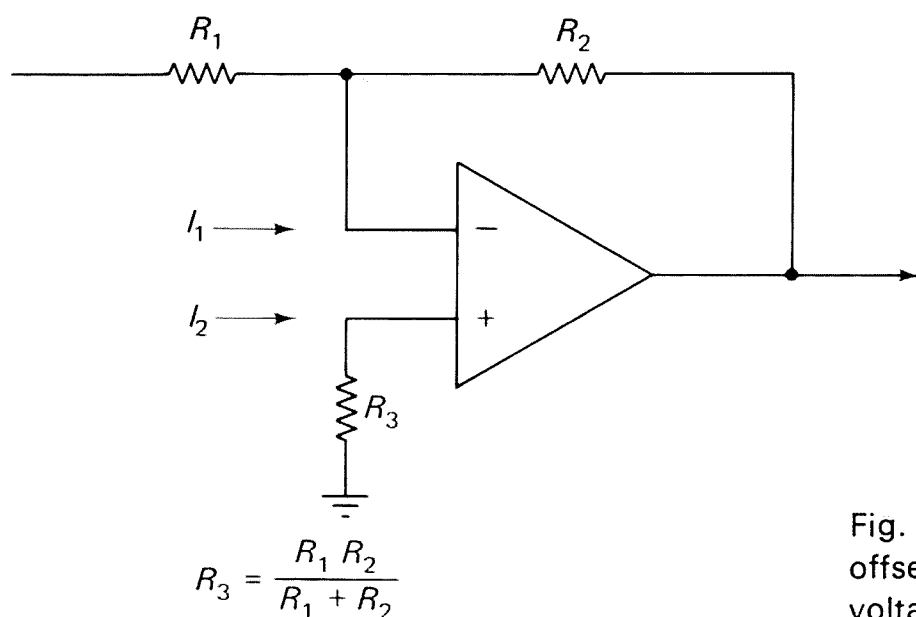 R₁
R₂
I₁
−
I₂
+
R₃
R₃ = R₁ R₂ / R₁ + R₂
Fig.
offse
volta